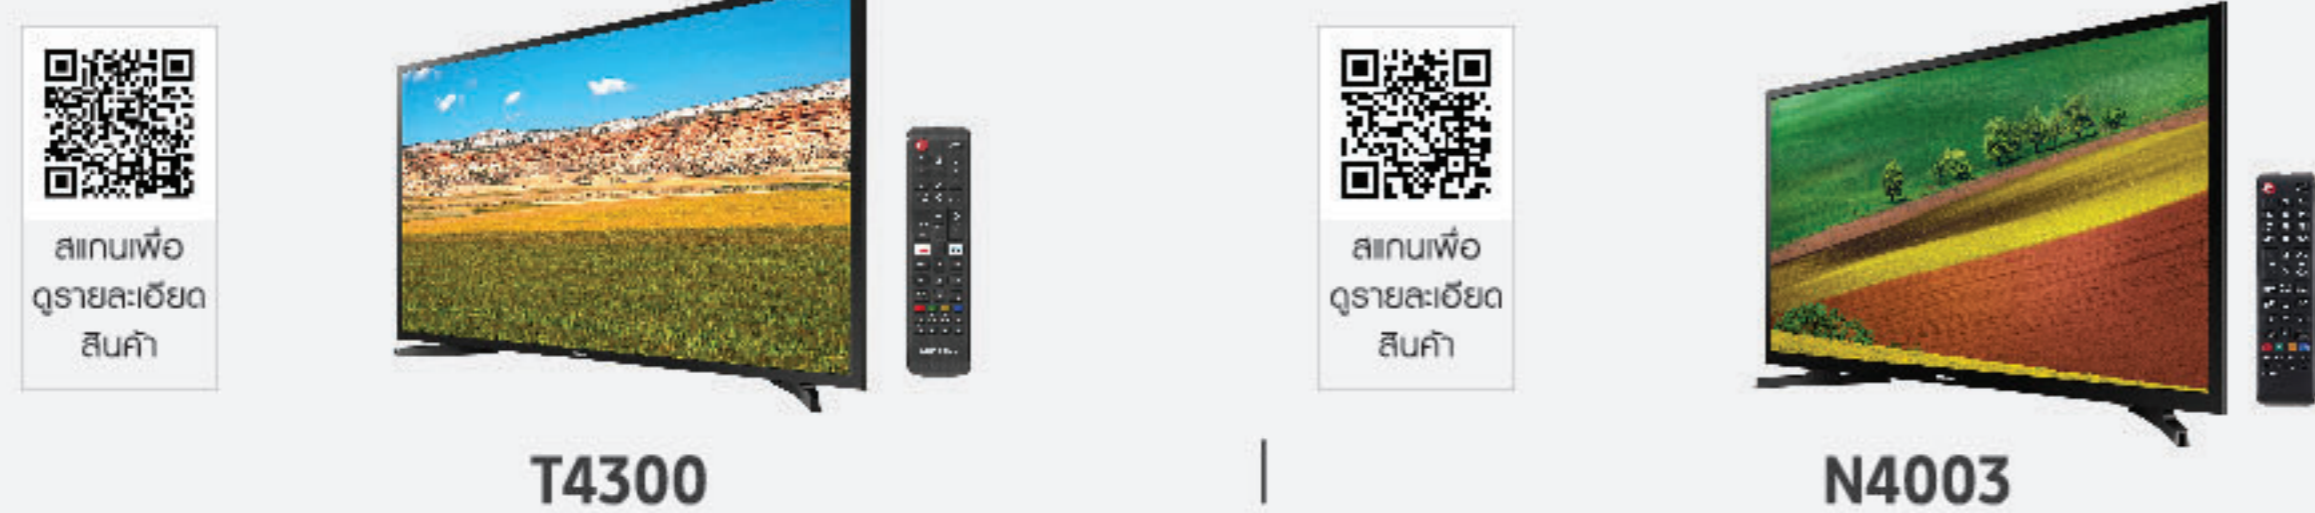 สแกนเพื่อ
ดูรายละเอียด
สินค้า
T4300
สแกนเพื่อ
ดูรายละเอียด
สินค้า
N4003